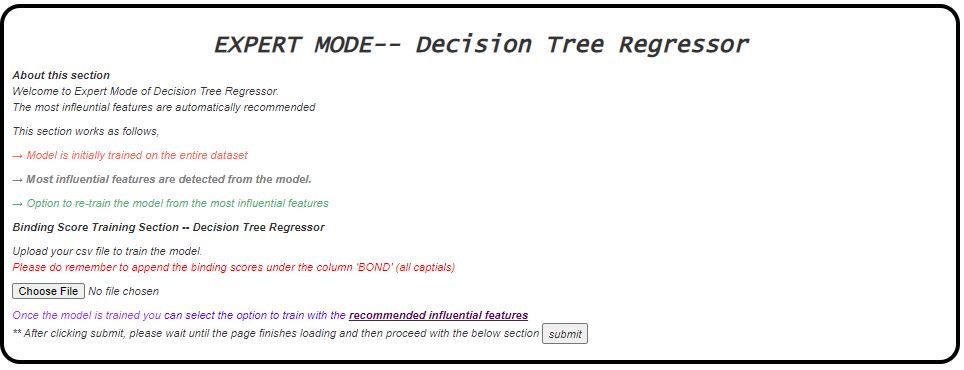 EXPERT MODE-- Decision Tree Regressor
About this section
Welcome to Expert Mode of Decision Tree Regressor.
The most infleuntial features are automatically recommended
This section works as follows,
→ Model is initially trained on the entire dataset
→ Most influential features are detected from the model.
→ Option to re-train the model from the most influential features
Binding Score Training Section -- Decision Tree Regressor
Upload your csv file to train the model.
Please do remember to append the binding scores under the column 'BOND' (all captials)
Choose File No file chosen
Once the model is trained you can select the option to train with the recommended influential features
** After clicking submit, please wait until the page finishes loading and then proceed with the below section submit